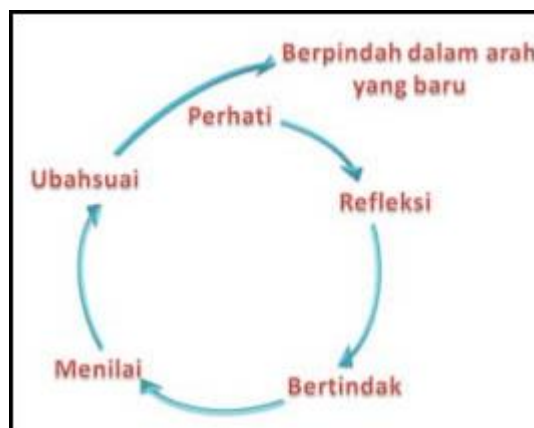 Berpindah dalam arah
yang baru
Perhati
Refleksi
Bertindak
Menilai
Ubahsuai